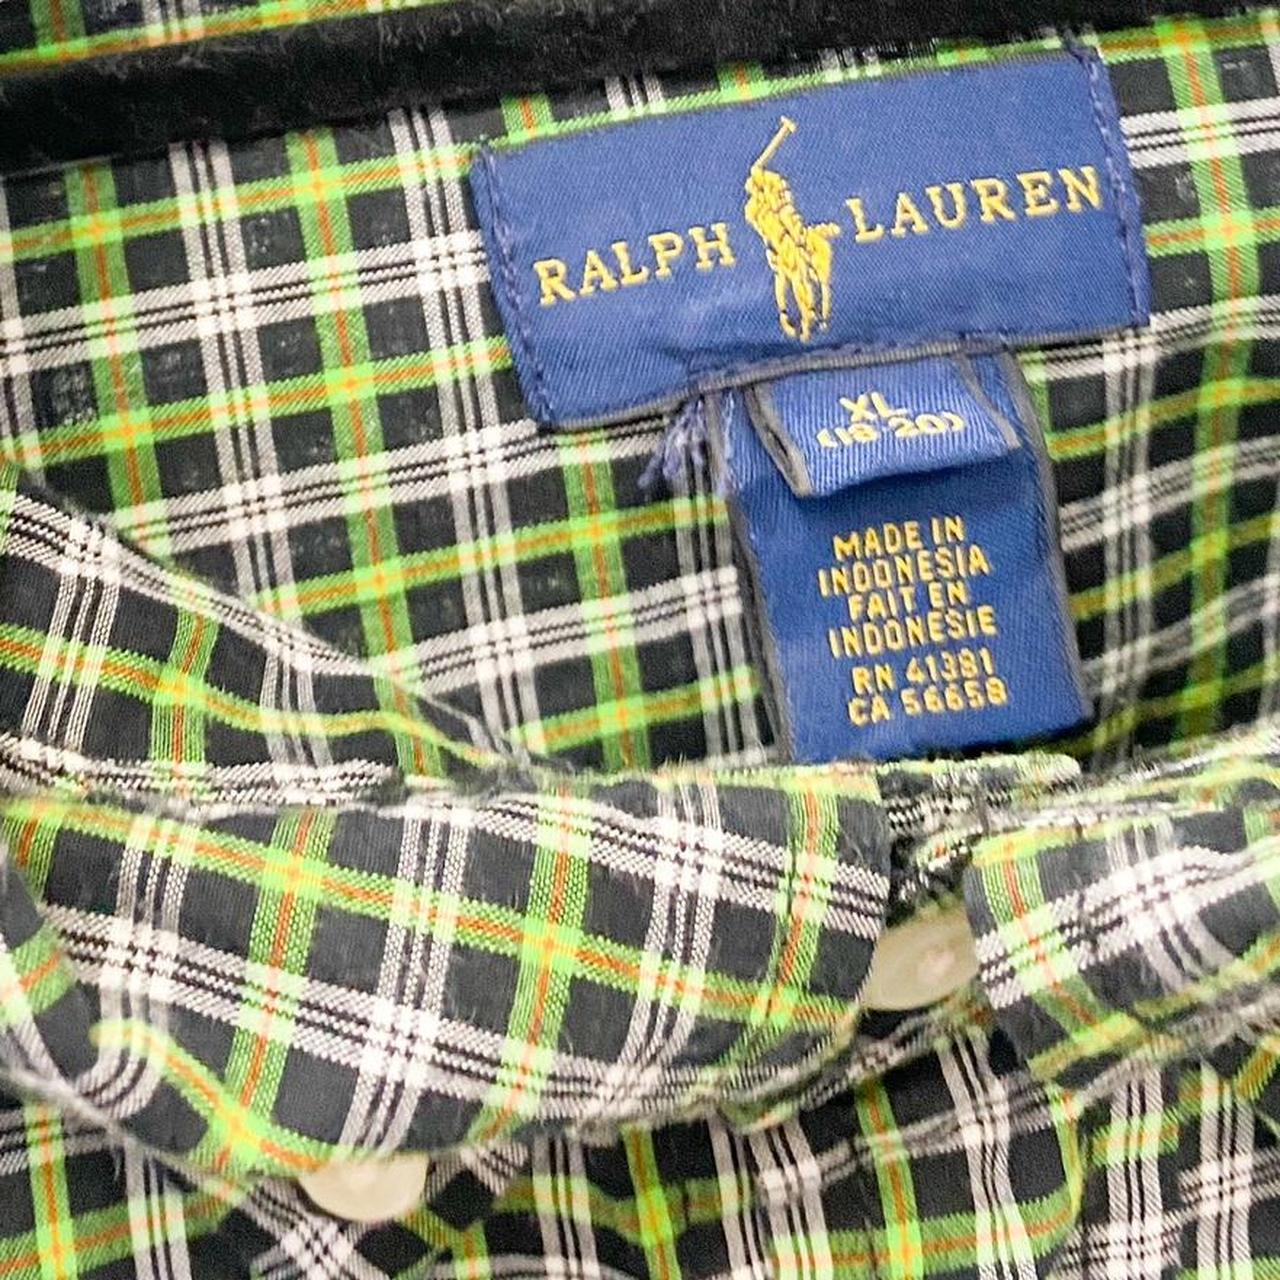 RALPH LAUREN
XL
(18-20)
MADE IN
INDONESIA
FAIT EN
INDONESIE
RN 41381
CA 56658